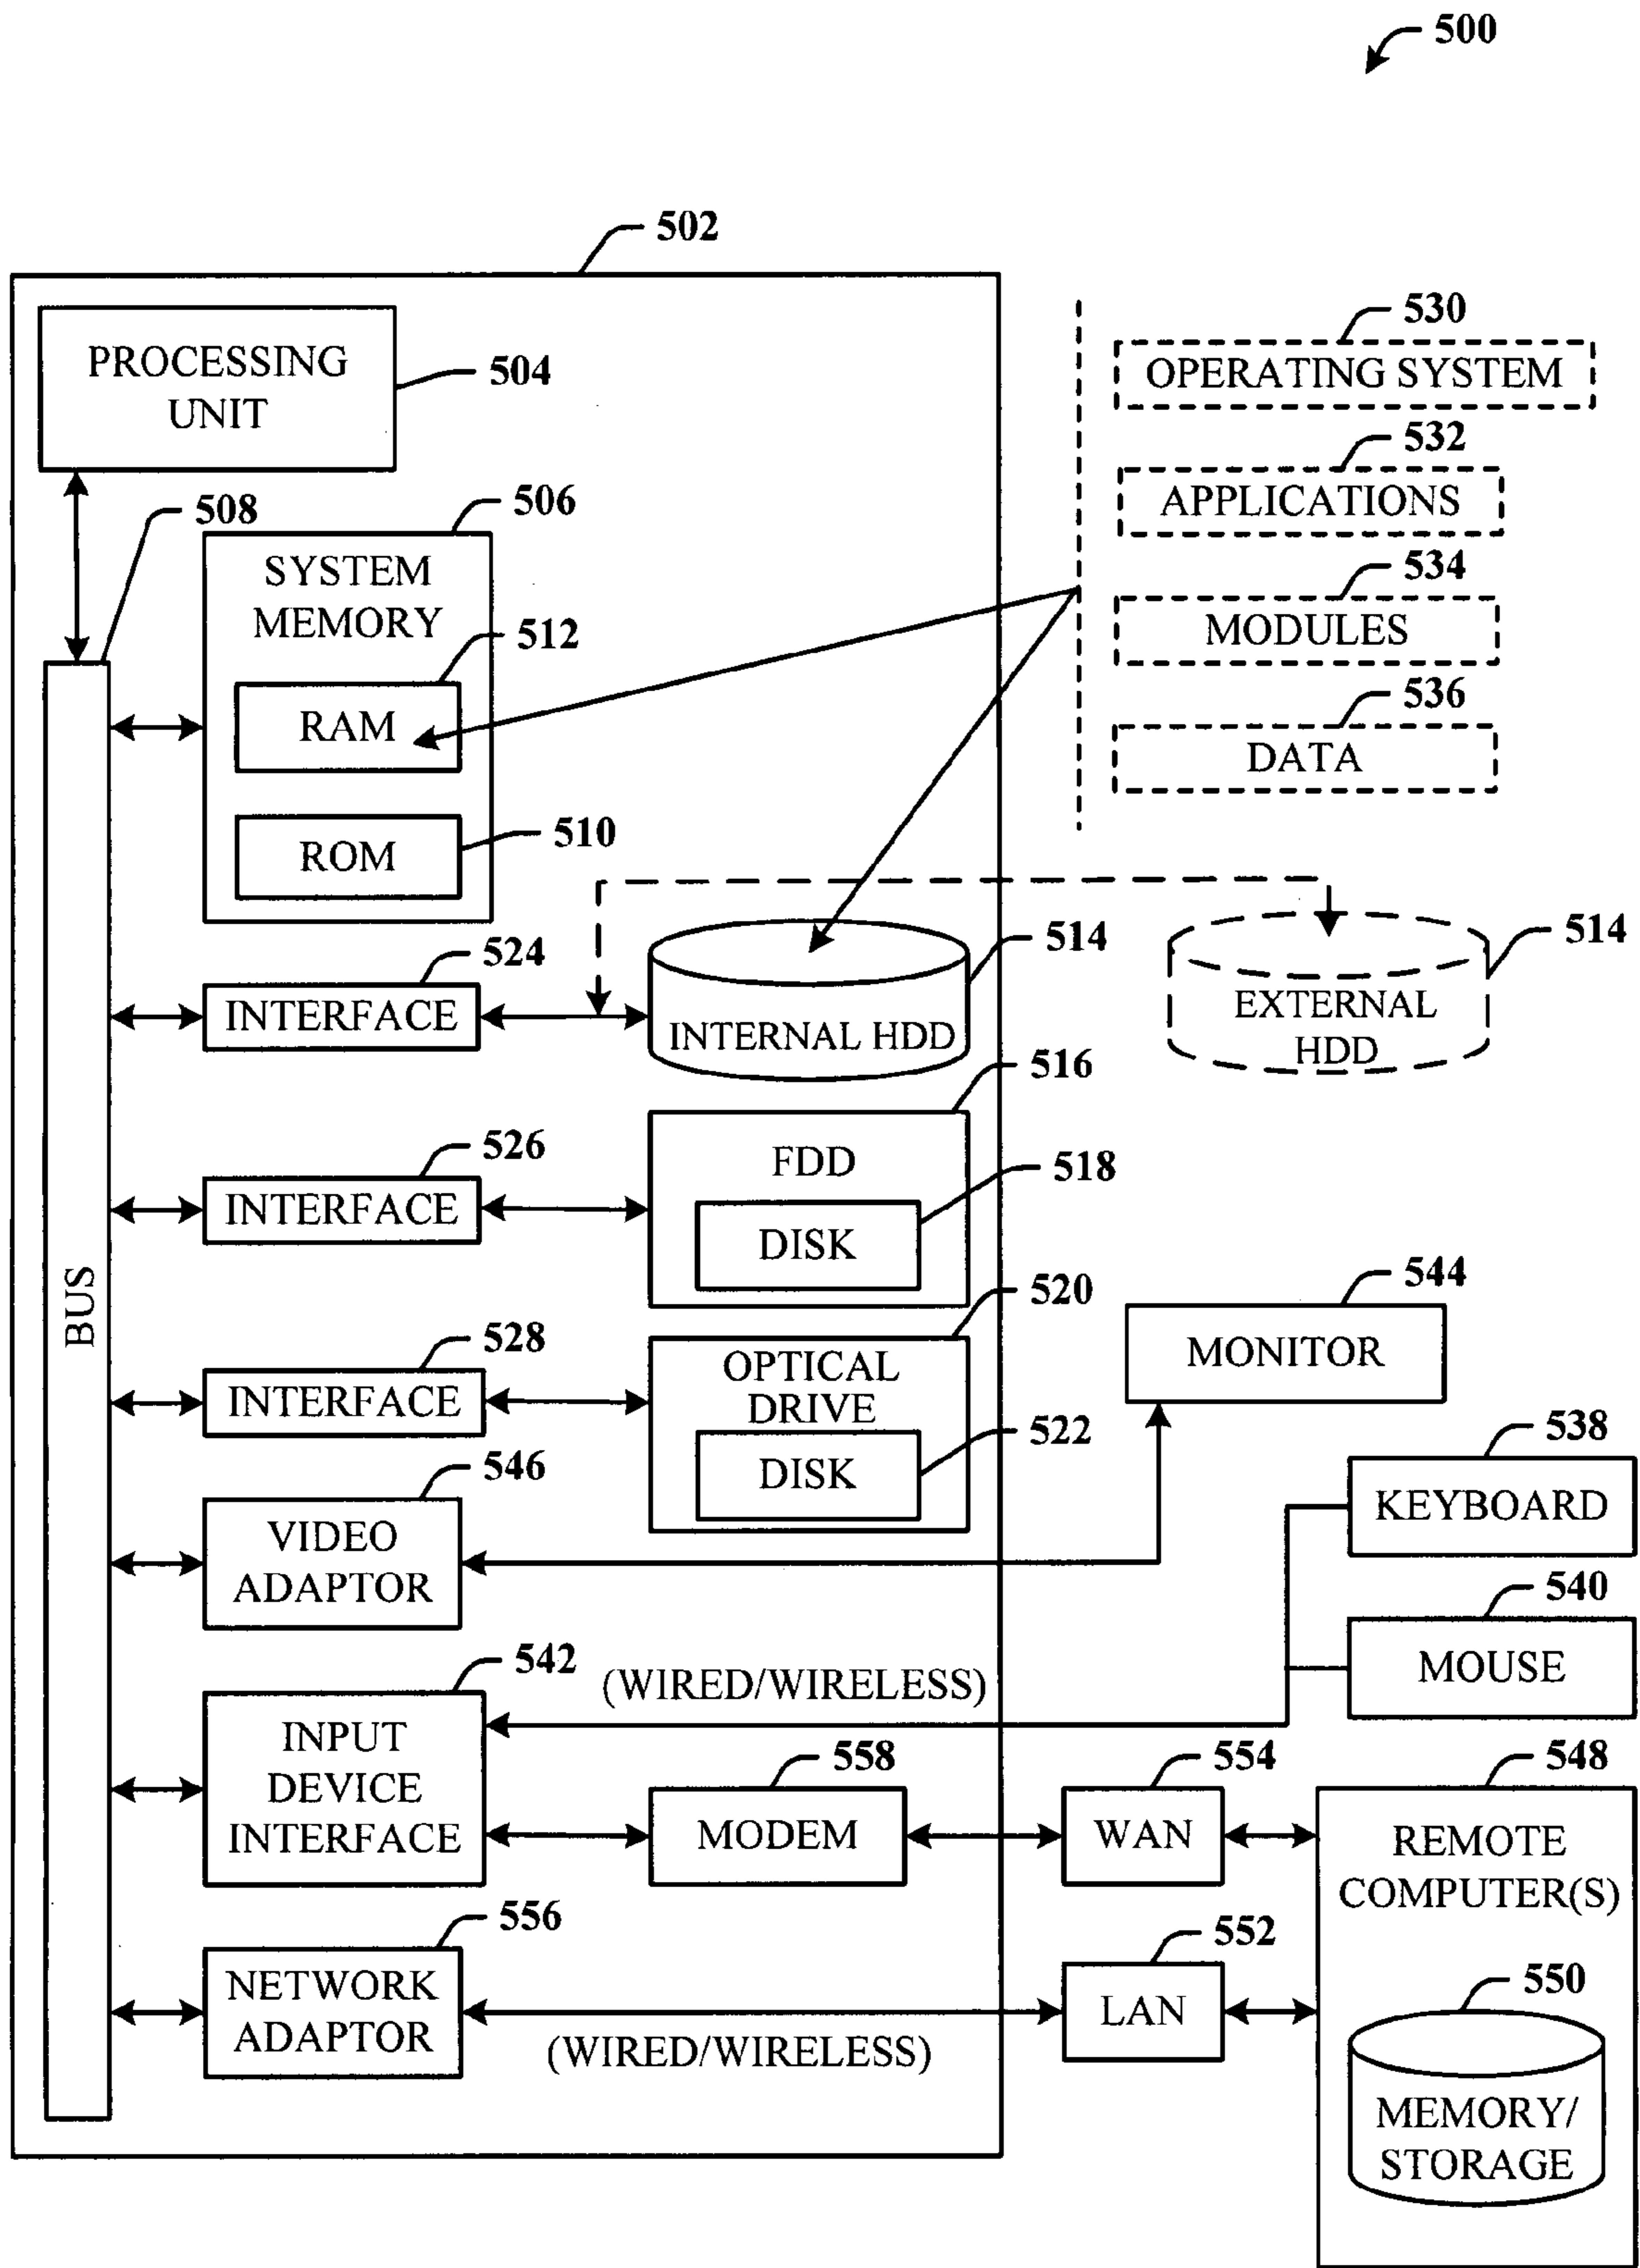 500
502
PROCESSING
UNIT
504
530
OPERATING SYSTEM
532
APPLICATIONS
534
MODULES
536
DATA
508
506
SYSTEM
MEMORY
512
RAM
510
ROM
BUS
524
INTERFACE
514
INTERNAL HDD
514
EXTERNAL
HDD
526
INTERFACE
516
FDD
518
DISK
528
INTERFACE
520
OPTICAL
DRIVE
522
DISK
544
MONITOR
546
VIDEO
ADAPTOR
538
KEYBOARD
540
MOUSE
542
INPUT
DEVICE
INTERFACE
(WIRED/WIRELESS)
558
MODEM
554
WAN
548
REMOTE
COMPUTER(S)
556
NETWORK
ADAPTOR
(WIRED/WIRELESS)
552
LAN
550
MEMORY/
STORAGE